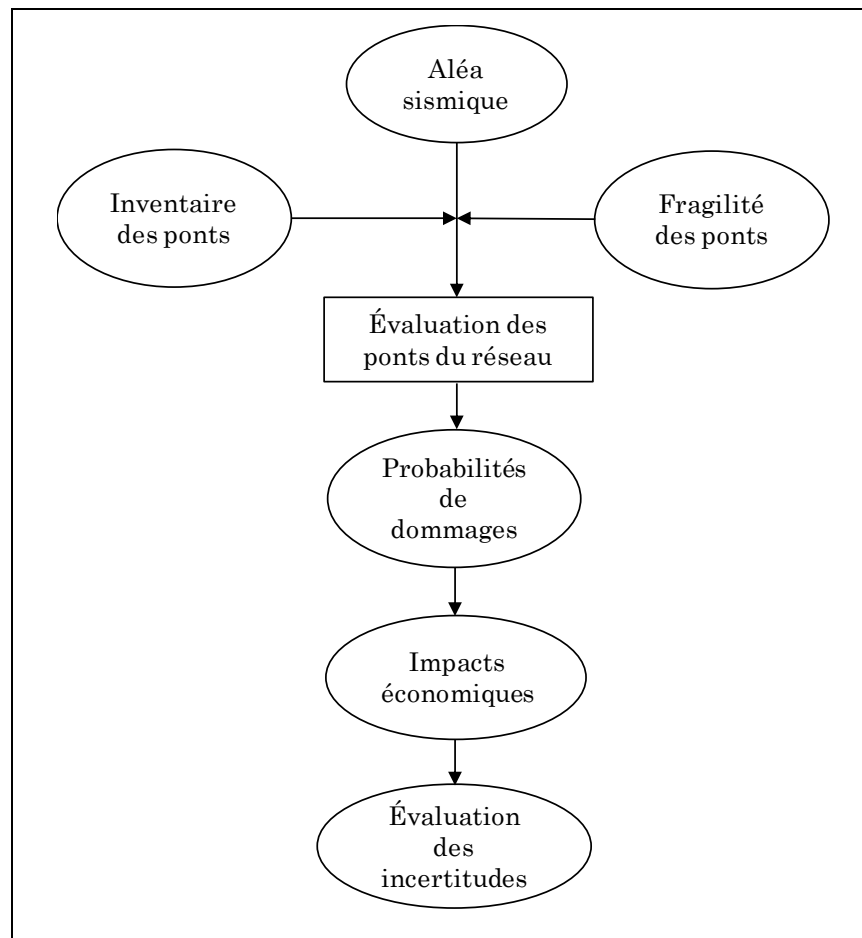 Aléa
sismique
Inventaire
des ponts
Fragilité
des ponts
Évaluation des
ponts du réseau
Probabilités
de
dommages
Impacts
économiques
Évaluation
des
incertitudes